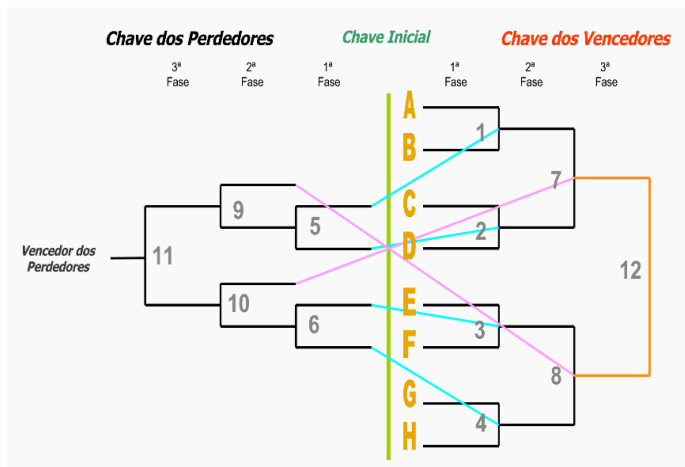 Chave dos Perdedores
Chave Inicial
Chave dos Vencedores
3ª
Fase
2ª
Fase
1ª
Fase
1ª
Fase
2ª
Fase
3ª
Fase
A
B
C
D
E
F
G
H
1
2
3
4
5
6
7
8
9
10
11
12
Vencedor dos
Perdedores